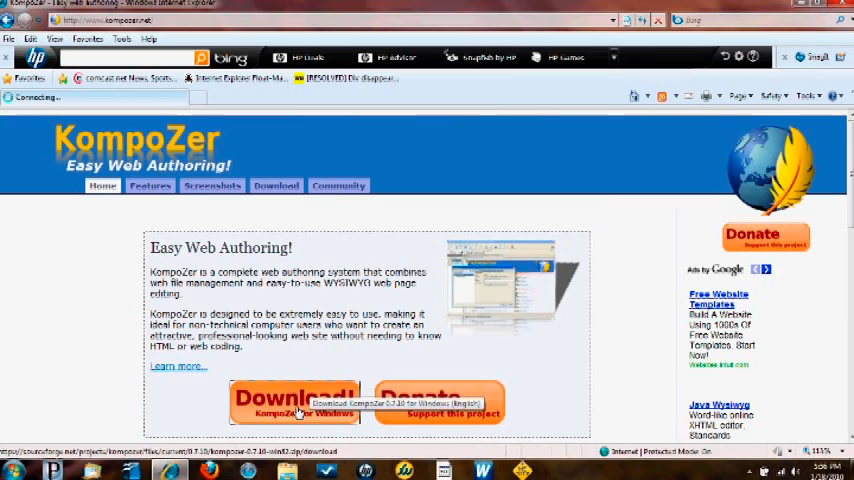 KompoZer - Easy web authoring - Windows Internet Explorer
http://www.kompozer.net/
Bing
File Edit View Favorites Tools Help
hp
bing
HP Deals
HP Advisor
Snapfish by HP
HP Games
SnagIt
Favorites
comcast.net News, Sports...
Internet Explorer Float-Ma...
[RESOLVED] Div disappear...
Connecting...
Page
Safety
Tools
KompoZer
Easy Web Authoring!
Home
Features
Screenshots
Download
Community
Easy Web Authoring!
KompoZer is a complete web authoring system that combines
web file management and easy-to-use WYSIWYG web page
editing.
KompoZer is designed to be extremely easy to use, making it
ideal for non-technical computer users who want to create an
attractive, professional-looking web site without needing to know
HTML or web coding.
Learn more...
Download!
KompoZer for Windows
Donate
Support this project
Download KompoZer 0.7.10 for Windows (English)
Donate
Support this project
Ads by Google
Free Website
Templates
Build A Website
Using 1000s Of
Free Website
Templates. Start
Now!
Websites.Intuit.com
Java Wysiwyg
Online xml-editor.
XML, HTML
Standards
https://sourceforge.net/projects/kompozer/files/current/0.7.10/kompozer-0.7.10-win32.zip/download
Internet | Protected Mode: On
115%
5:56 PM
1/18/2010